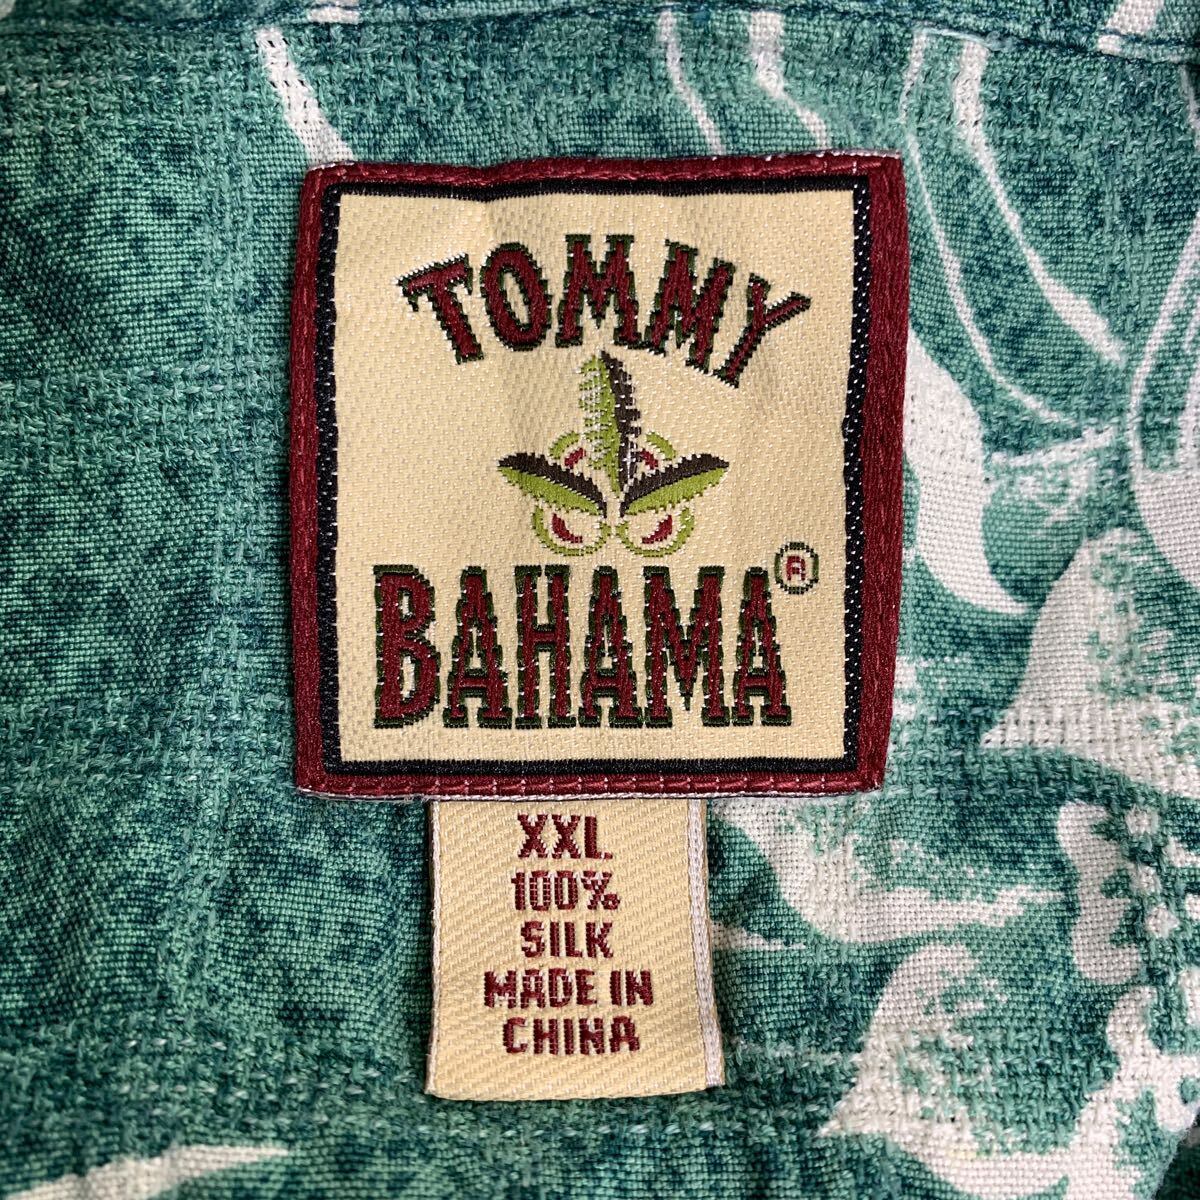 TOMMY
BAHAMA®
XXL
100%
SILK
MADE IN
CHINA